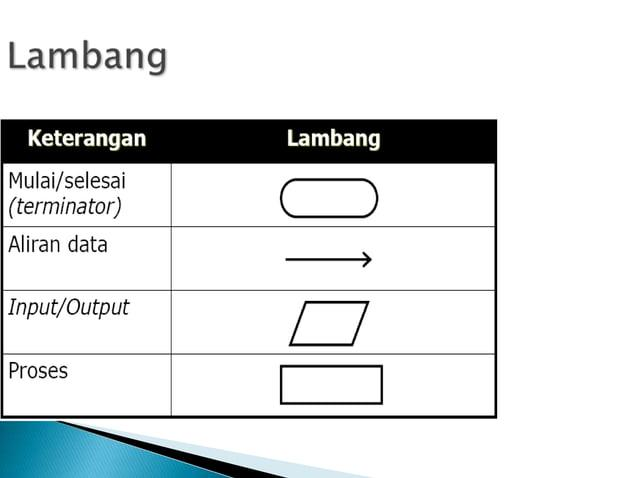 Lambang
Keterangan Lambang
Mulai/selesai
(terminator)
Aliran data
Input/Output
Proses